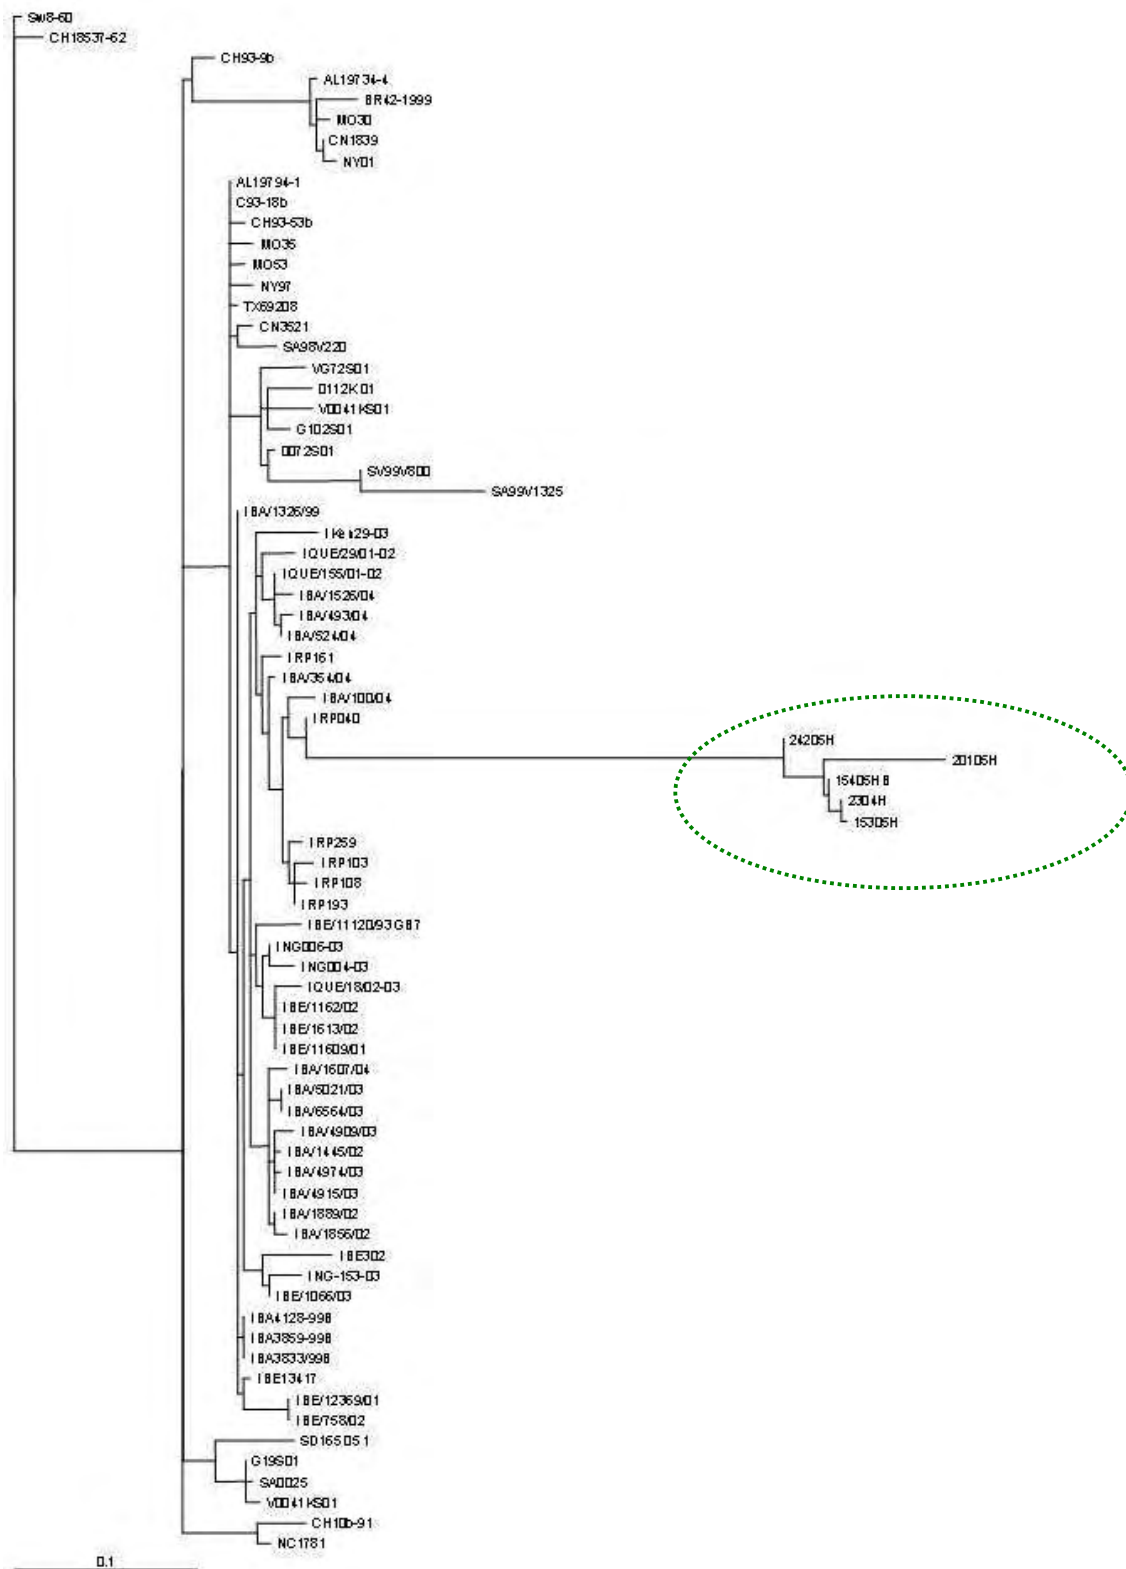 Sw8-60
CH18537-62
CH93-9b
AL19734-4
BR42-1999
MO30
CN1839
NY01
AL19794-1
C93-18b
CH93-53b
MO35
MO53
NY97
TX69208
CN3521
SA98V220
VG72S01
0112K01
V0041KS01
G102S01
0072S01
SV99V800
SA99V1325
IBA/1326/99
IKen29-03
IQUE/29/01-02
IQUE/155/01-02
IBA/1526/04
IBA/493/04
IBA/524/04
IRP161
IBA/354/04
IBA/100/04
IRP040
24205H
20105H
15405HB
2304H
15305H
IRP259
IRP103
IRP108
IRP193
IBE/11120/93GB7
ING006-03
ING004-03
IQUE/18/02-03
IBE/1162/02
IBE/1613/02
IBE/11609/01
IBA/1607/04
IBA/5021/03
IBA/6564/03
IBA/4909/03
IBA/1445/02
IBA/4974/03
IBA/4915/03
IBA/1889/02
IBA/1856/02
IBE302
ING-153-03
IBE/1066/03
IBA4128-99B
IBA3859-99B
IBA3833/99B
IBE13417
IBE/12369/01
IBE/758/02
SD165051
G19S01
SA0025
V0041KS01
CH10b-91
NC1781
0.1